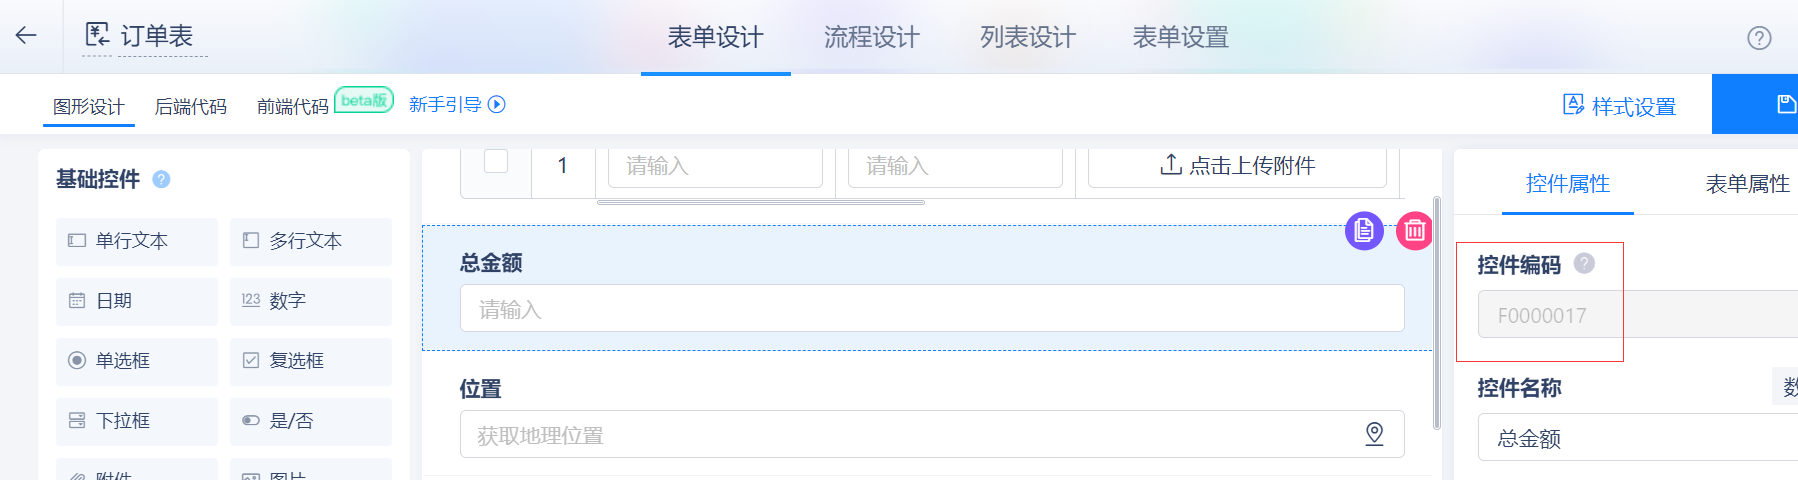 订单表
表单设计 流程设计 列表设计 表单设置
图形设计 后端代码 前端代码 beta版 新手引导
样式设置
基础控件
单行文本 多行文本
日期 123 数字
单选框 复选框
下拉框 是/否
附件 图片
1 请输入 请输入 点击上传附件
总金额
请输入
位置
获取地理位置
控件属性 表单属性
控件编码
F0000017
控件名称 数
总金额